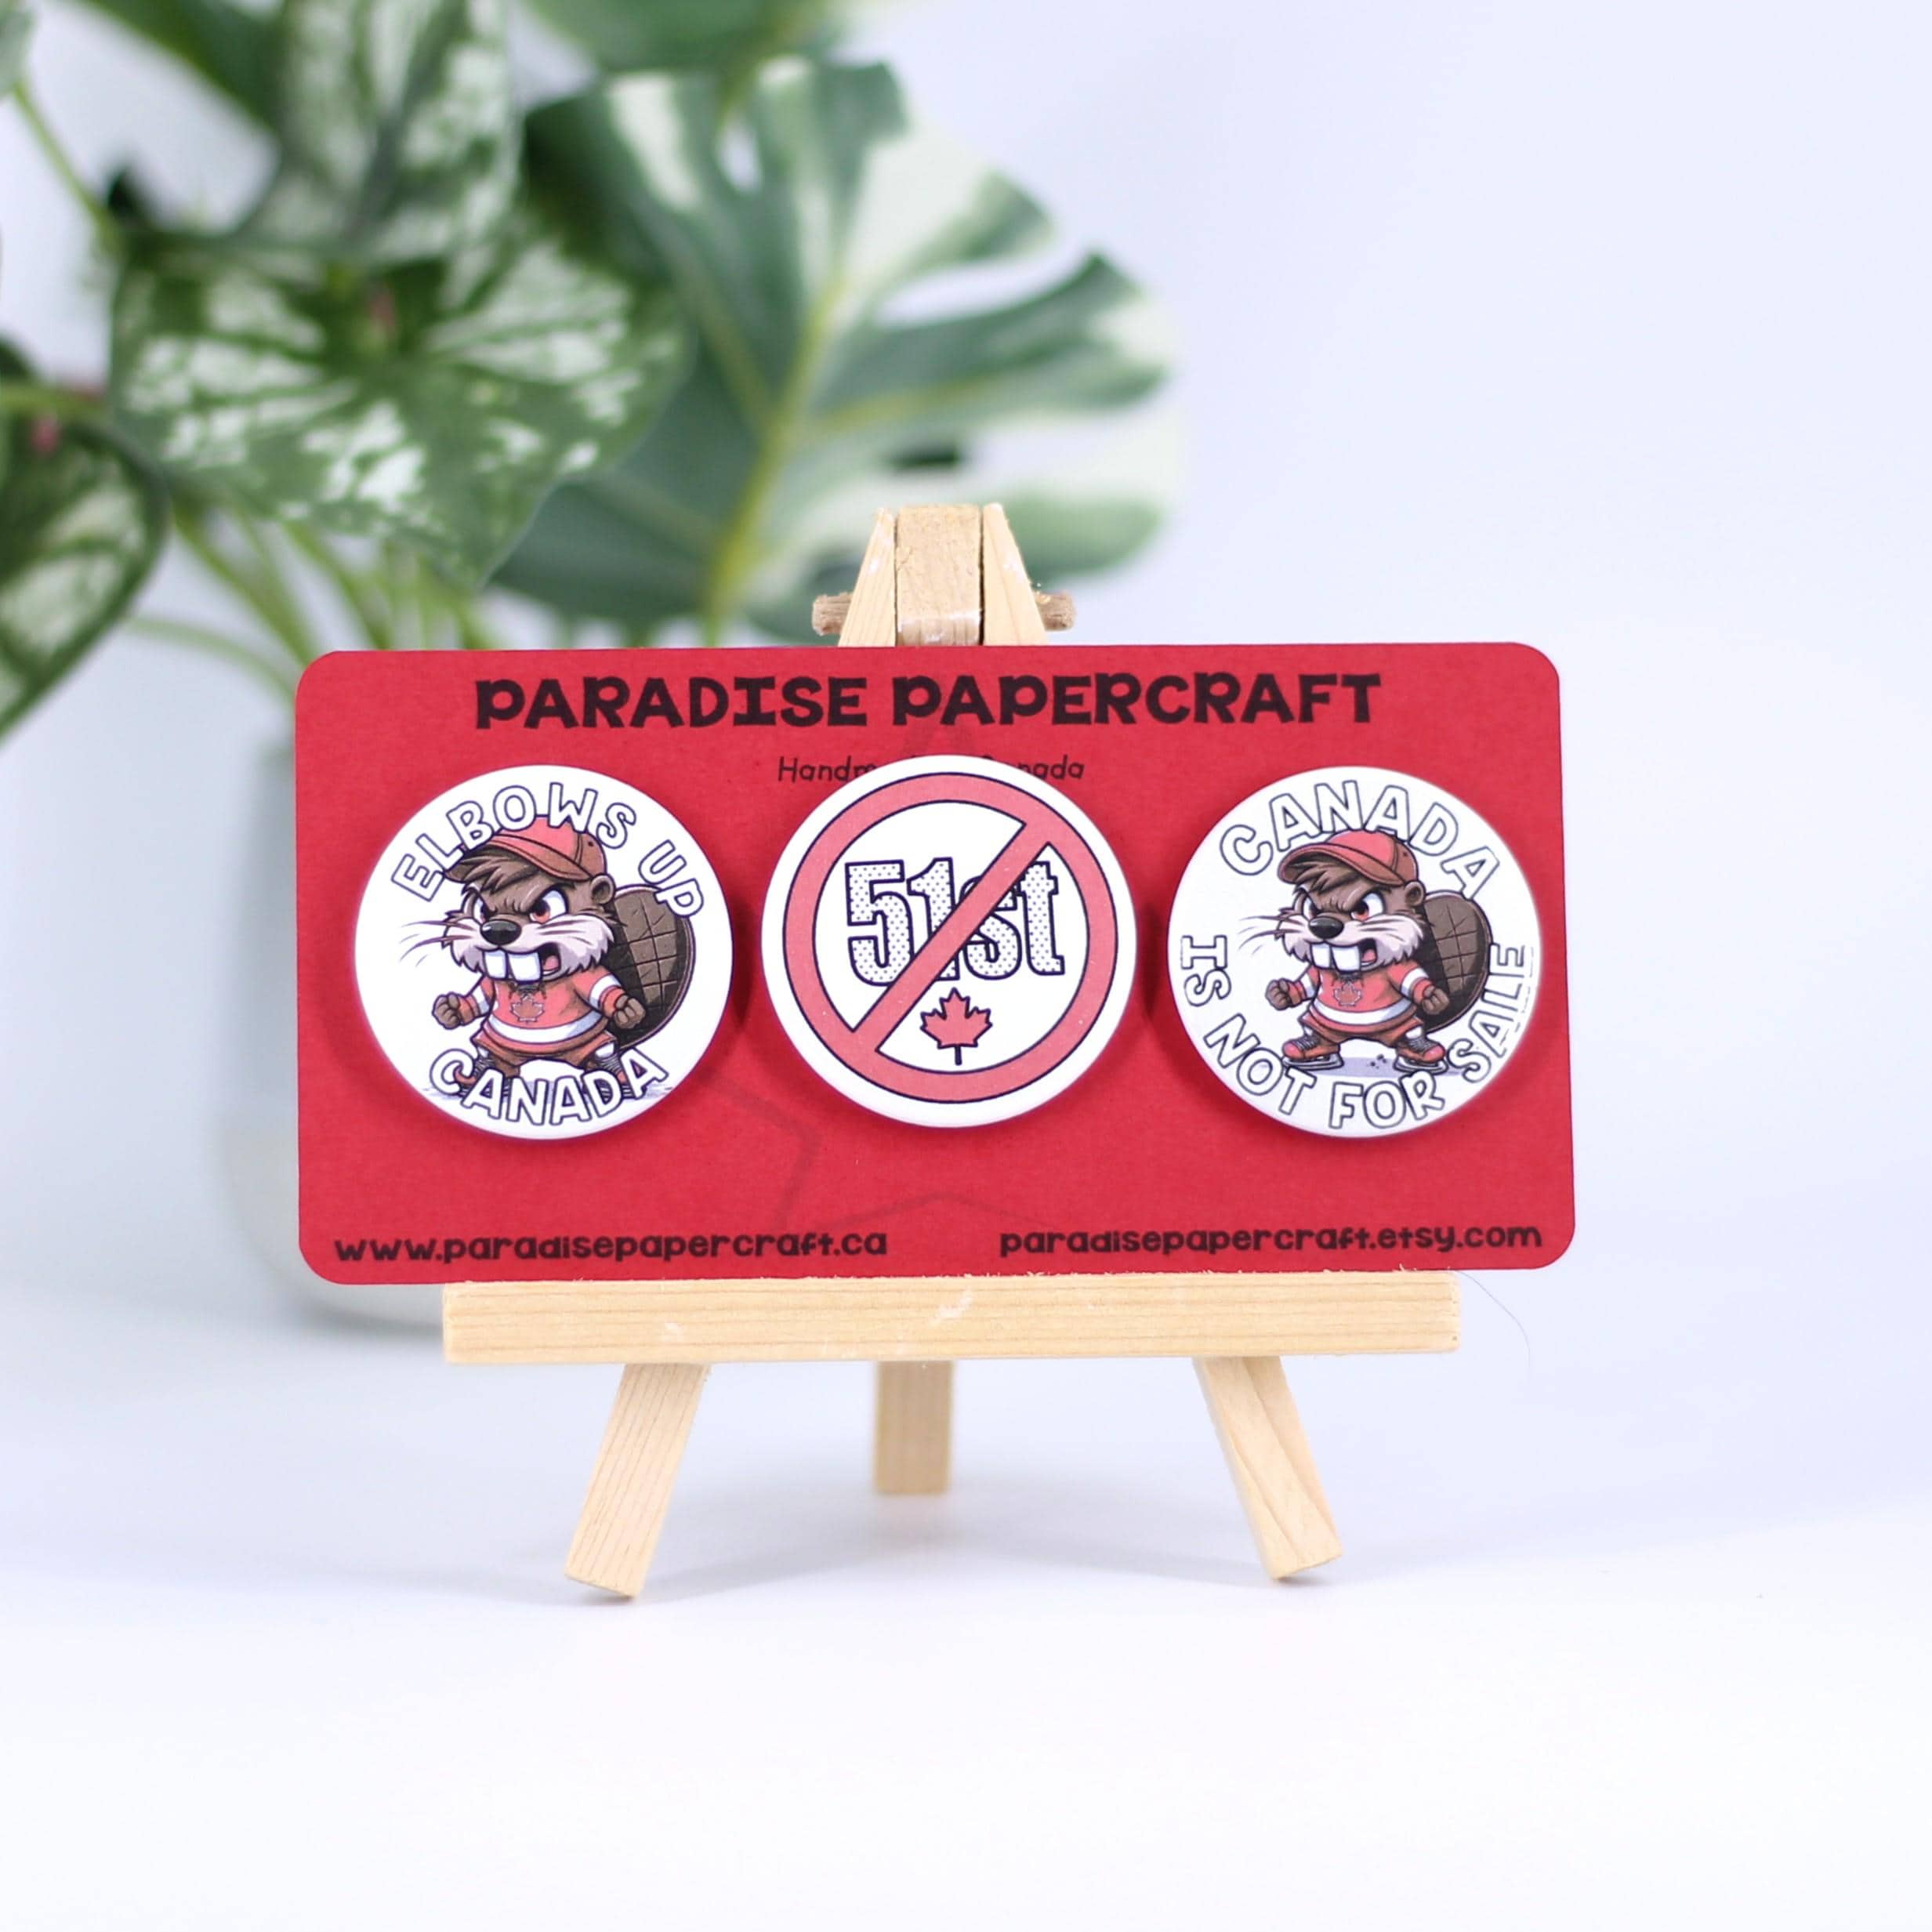 PARADISE PAPERCRAFT
ELBOWS UP
CANADA
51st
CANADA
IS NOT FOR SALE
www.paradisepapercraft.ca
paradisepapercraft.etsy.com